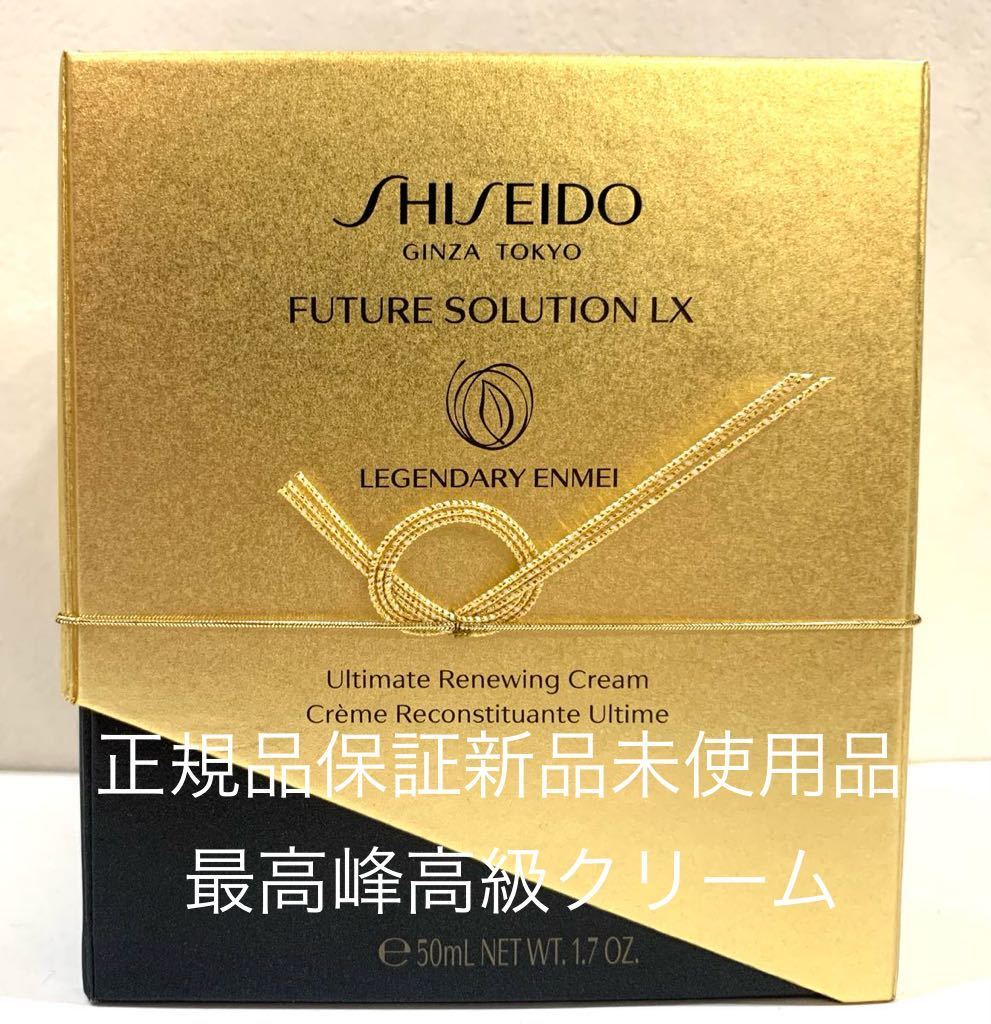 SHISEIDO
GINZA TOKYO
FUTURE SOLUTION LX
LEGENDARY ENMEI
Ultimate Renewing Cream
Crème Reconstituante Ultime
正規品保証新品未使用品
最高峰高級クリーム
℮ 50mL NET WT. 1.7 OZ.